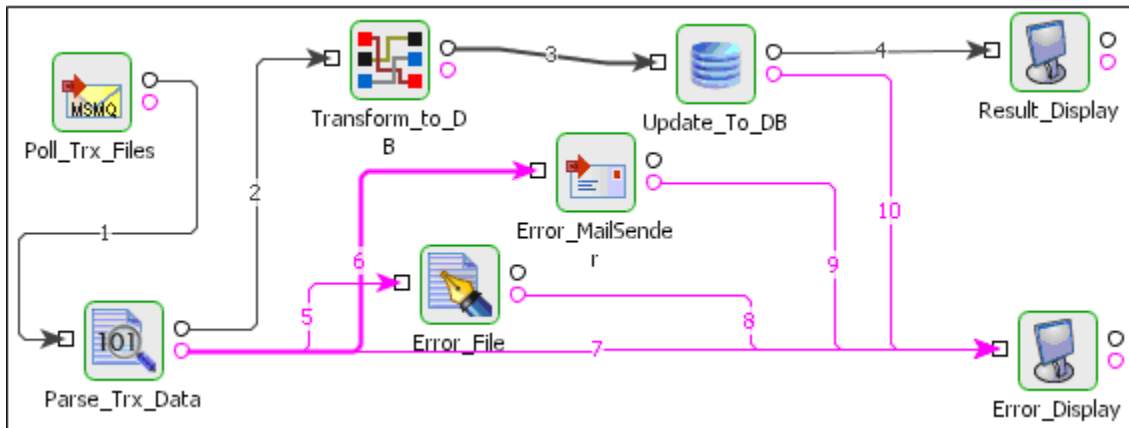 3
4
MSMQ
Poll_Trx_Files
Transform_to_D
B
Update_To_DB
Result_Display
2
1
Error_MailSende
r
10
6
9
5
8
101
Error_File
7
Parse_Trx_Data
Error_Display